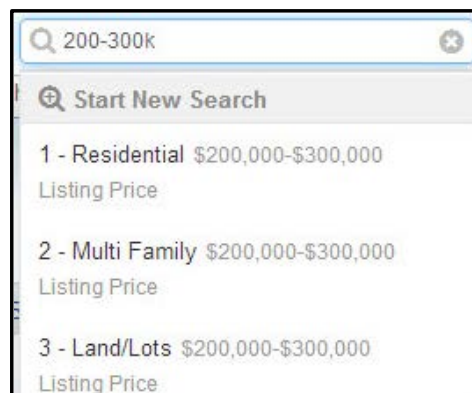 200-300k
Start New Search
1 - Residential $200,000-$300,000
Listing Price
2 - Multi Family $200,000-$300,000
Listing Price
3 - Land/Lots $200,000-$300,000
Listing Price